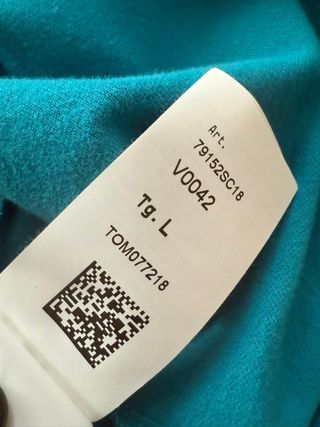 Art.
79152SC18
V0042
Tg. L
TOM077218